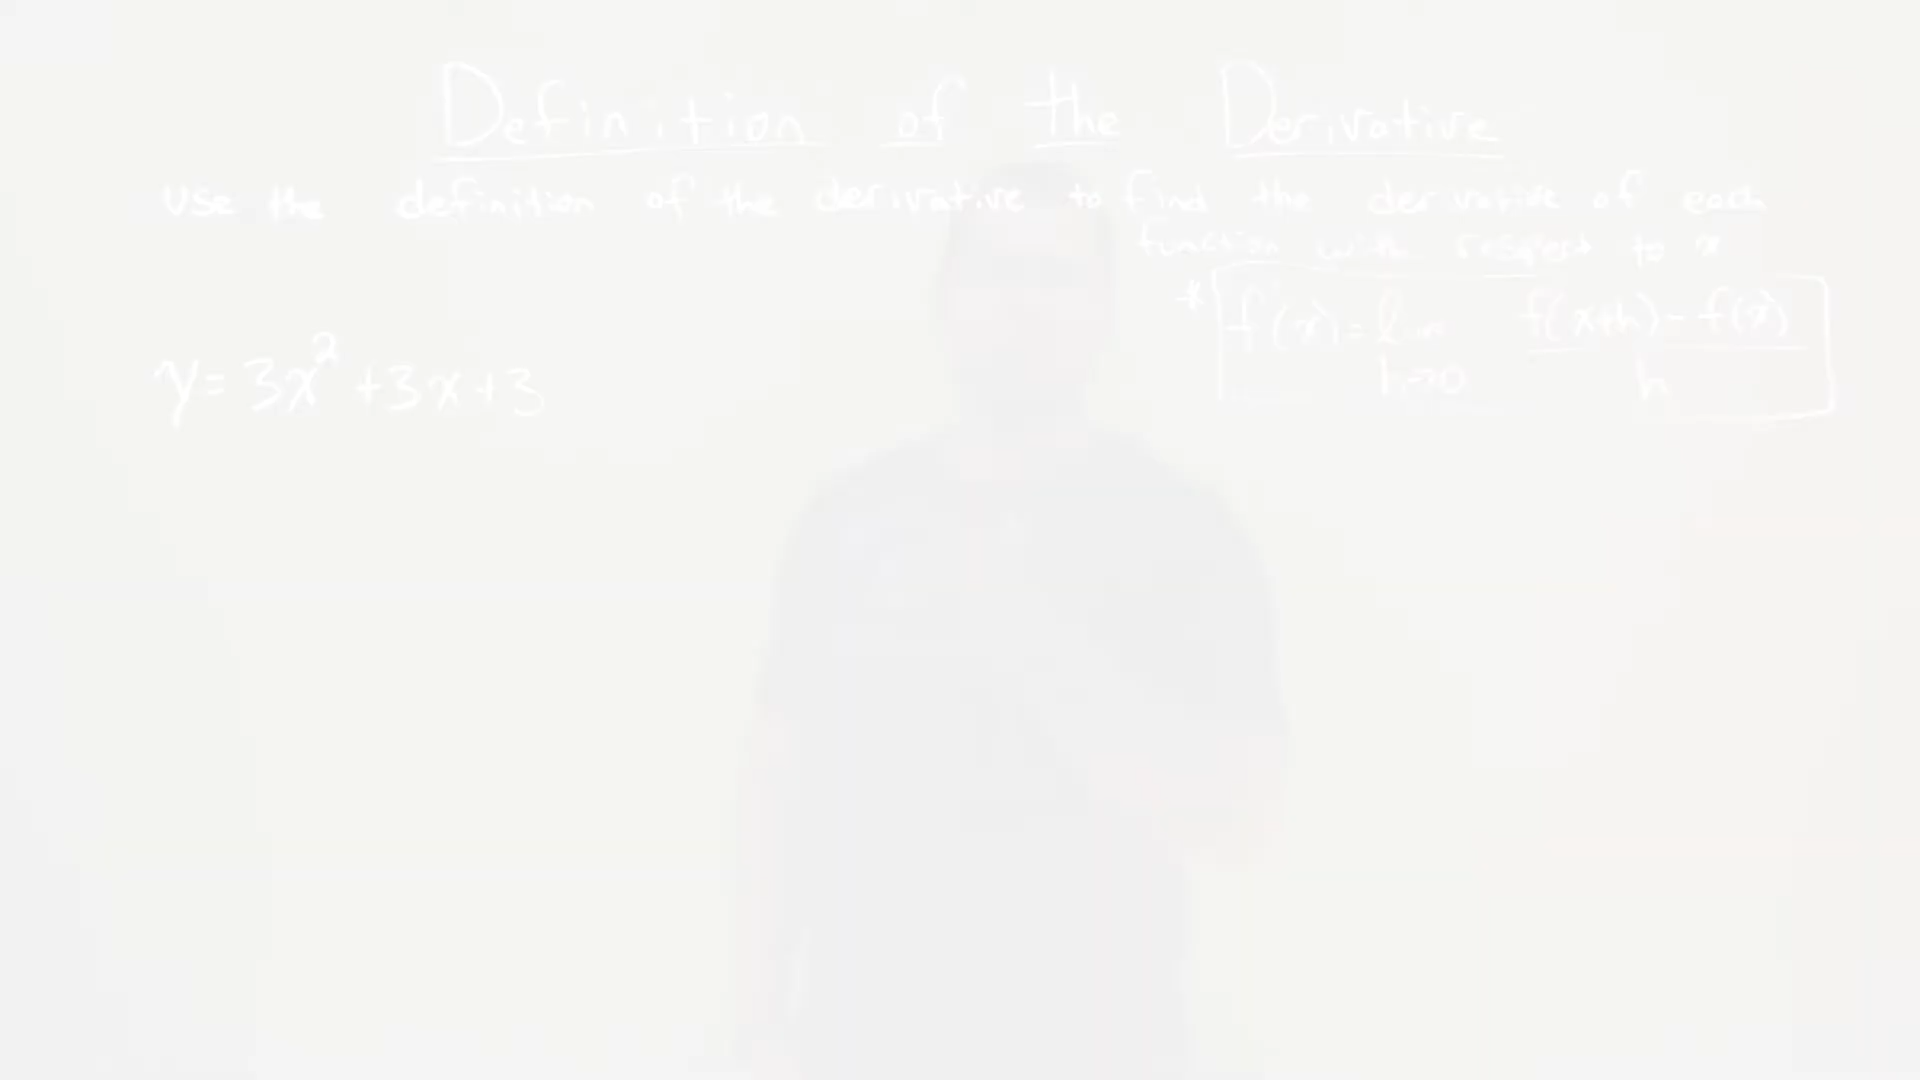 Definition of the Derivative
Use the definition of the derivative to find the derivative of each
function with respect to x
* f'(x) = lim h→0 f(x+h) - f(x) / h
y = 3x² + 3x + 3